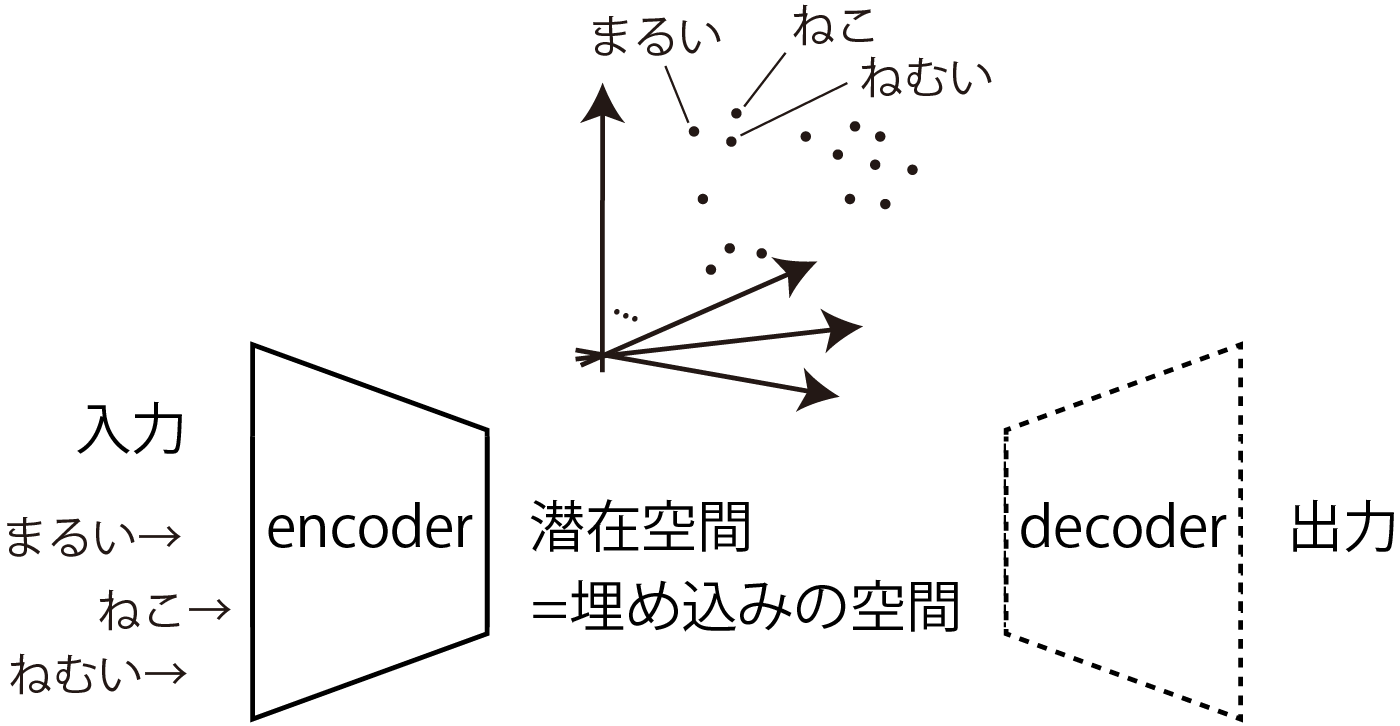 まるい
ねこ
ねむい
入力
まるい→
ねこ→
ねむい→
encoder
潜在空間
=埋め込みの空間
decoder
出力